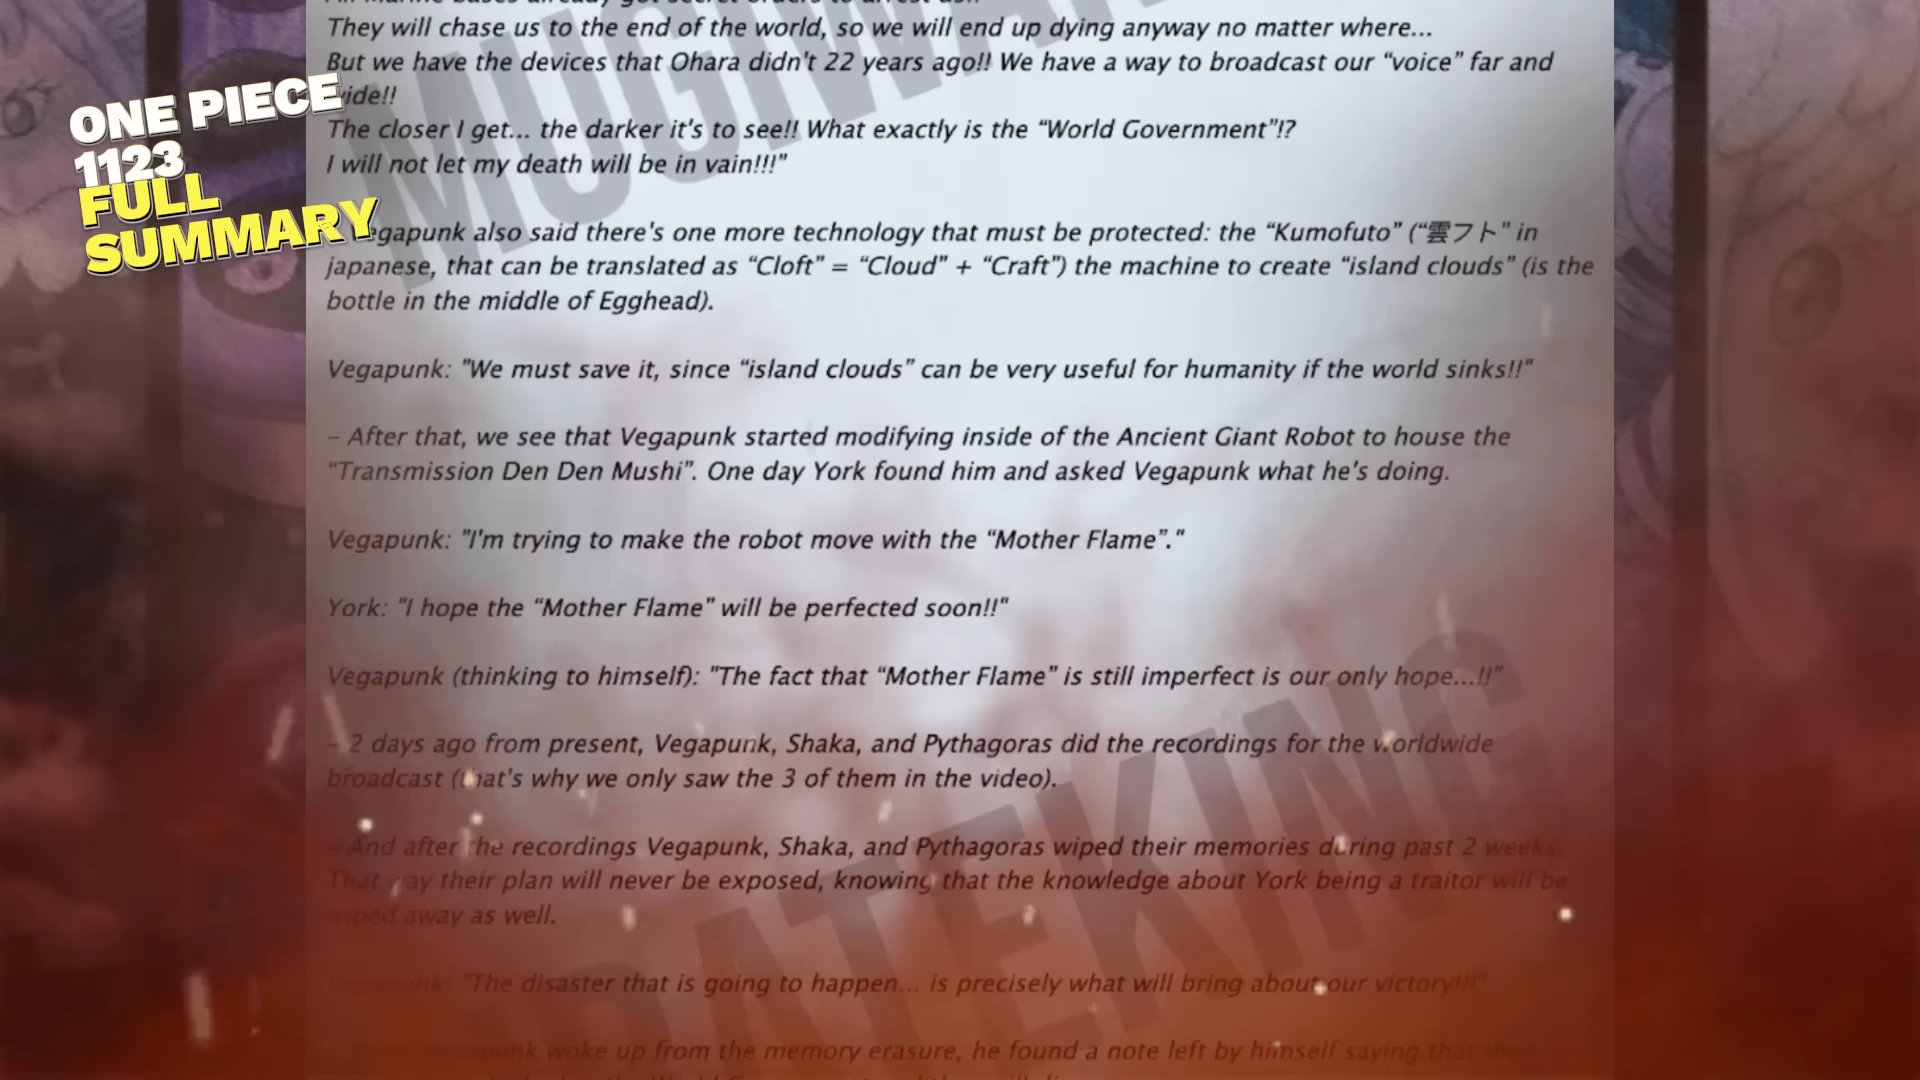 They will chase us to the end of the world, so we will end up dying anyway no matter where...
But we have the devices that Ohara didn't 22 years ago!! We have a way to broadcast our “voice” far and
wide!!
The closer I get... the darker it's to see!! What exactly is the “World Government”!?
I will not let my death will be in vain!!!"
ONE PIECE
1123
FULL
SUMMARY
Vegapunk also said there's one more technology that must be protected: the “Kumofuto” (“雲フト” in
japanese, that can be translated as “Cloft” = “Cloud” + “Craft”) the machine to create “island clouds” (is the
bottle in the middle of Egghead).
Vegapunk: "We must save it, since “island clouds” can be very useful for humanity if the world sinks!!"
– After that, we see that Vegapunk started modifying inside of the Ancient Giant Robot to house the
“Transmission Den Den Mushi”. One day York found him and asked Vegapunk what he's doing.
Vegapunk: "I'm trying to make the robot move with the “Mother Flame”."
York: "I hope the “Mother Flame” will be perfected soon!!"
Vegapunk (thinking to himself): "The fact that “Mother Flame” is still imperfect is our only hope...!!"
– 2 days ago from present, Vegapunk, Shaka, and Pythagoras did the recordings for the worldwide
broadcast (that's why we only saw the 3 of them in the video).
– And after the recordings Vegapunk, Shaka, and Pythagoras wiped their memories during past 2 weeks.
That way their plan will never be exposed, knowing that the knowledge about York being a traitor will be
wiped away as well.
Vegapunk: "The disaster that is going to happen... is precisely what will bring about our victory!!!"
Vegapunk woke up from the memory erasure, he found a note left by himself saying that